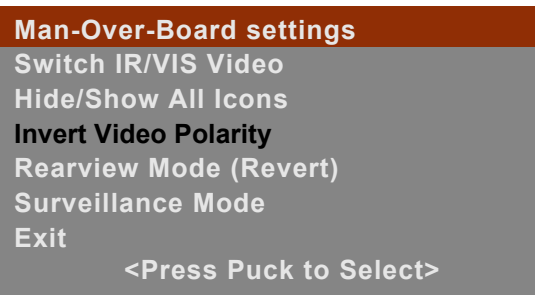 Man-Over-Board settings
Switch IR/VIS Video
Hide/Show All Icons
Invert Video Polarity
Rearview Mode (Revert)
Surveillance Mode
Exit
<Press Puck to Select>